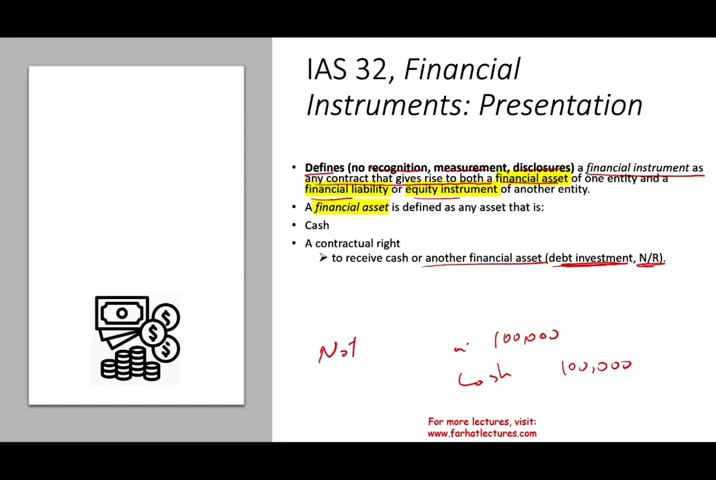 IAS 32, Financial
Instruments: Presentation
• Defines (no recognition, measurement, disclosures) a financial instrument as
any contract that gives rise to both a financial asset of one entity and a
financial liability or equity instrument of another entity.
• A financial asset is defined as any asset that is:
• Cash
• A contractual right
➢ to receive cash or another financial asset (debt investment, N/R).
Not 100,000
Cash 100,000
For more lectures, visit:
www.farhatlectures.com